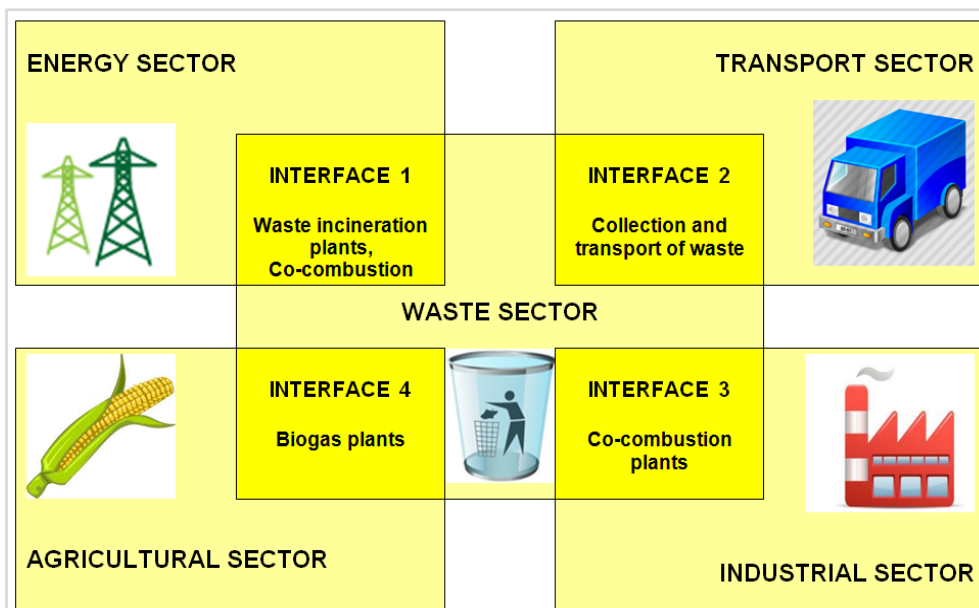 ENERGY SECTOR
TRANSPORT SECTOR
INTERFACE 1
Waste incineration
plants,
Co-combustion
INTERFACE 2
Collection and
transport of waste
WASTE SECTOR
INTERFACE 4
Biogas plants
INTERFACE 3
Co-combustion
plants
AGRICULTURAL SECTOR
INDUSTRIAL SECTOR